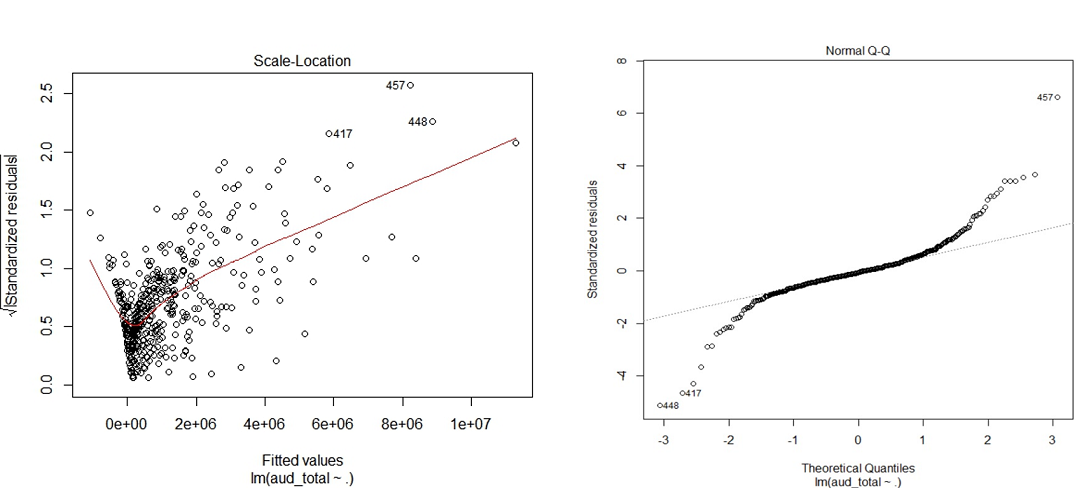 Scale-Location
√|Standardized residuals|
2.5
2.0
1.5
1.0
0.5
0.0
457
448
417
0e+00 2e+06 4e+06 6e+06 8e+06 1e+07
Fitted values
lm(aud_total ~ .)
Normal Q-Q
Standardized residuals
8
6
4
2
0
-2
-4
457
417
448
-3 -2 -1 0 1 2 3
Theoretical Quantiles
lm(aud_total ~ .)